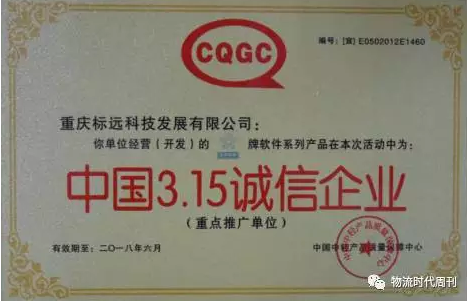 CQGC
编号：[宣] E0502012E1460
重庆标远科技发展有限公司：
你单位经营（开发）的 牌软件系列产品在本次活动中为：
中国3.15诚信企业
（重点推广单位）
有效期至：二〇一八年六月
中国中轻产品质量保障中心
物流时代周刊